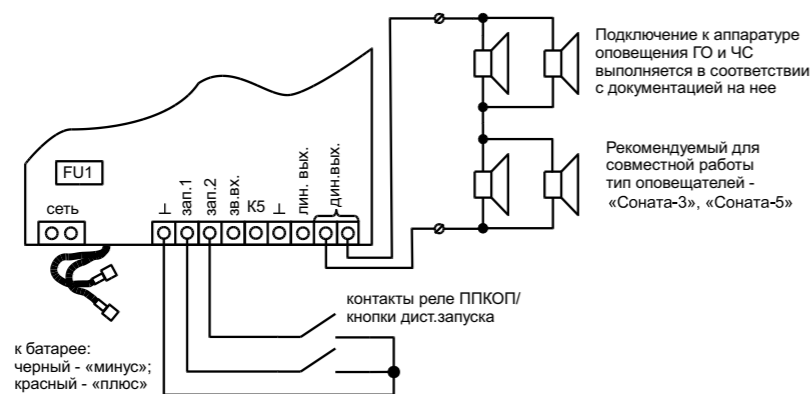 Подключение к аппаратуре
оповещения ГО и ЧС
выполняется в соответствии
с документацией на нее
Рекомендуемый для
совместной работы
тип оповещателей -
«Соната-3», «Соната-5»
FU1
сеть
⊥
зап.1
зап.2
зв.вх.
К5
⊥
лин. вых.
дин.вых.
контакты реле ППКОП/
кнопки дист.запуска
к батарее:
черный - «минус»;
красный - «плюс»